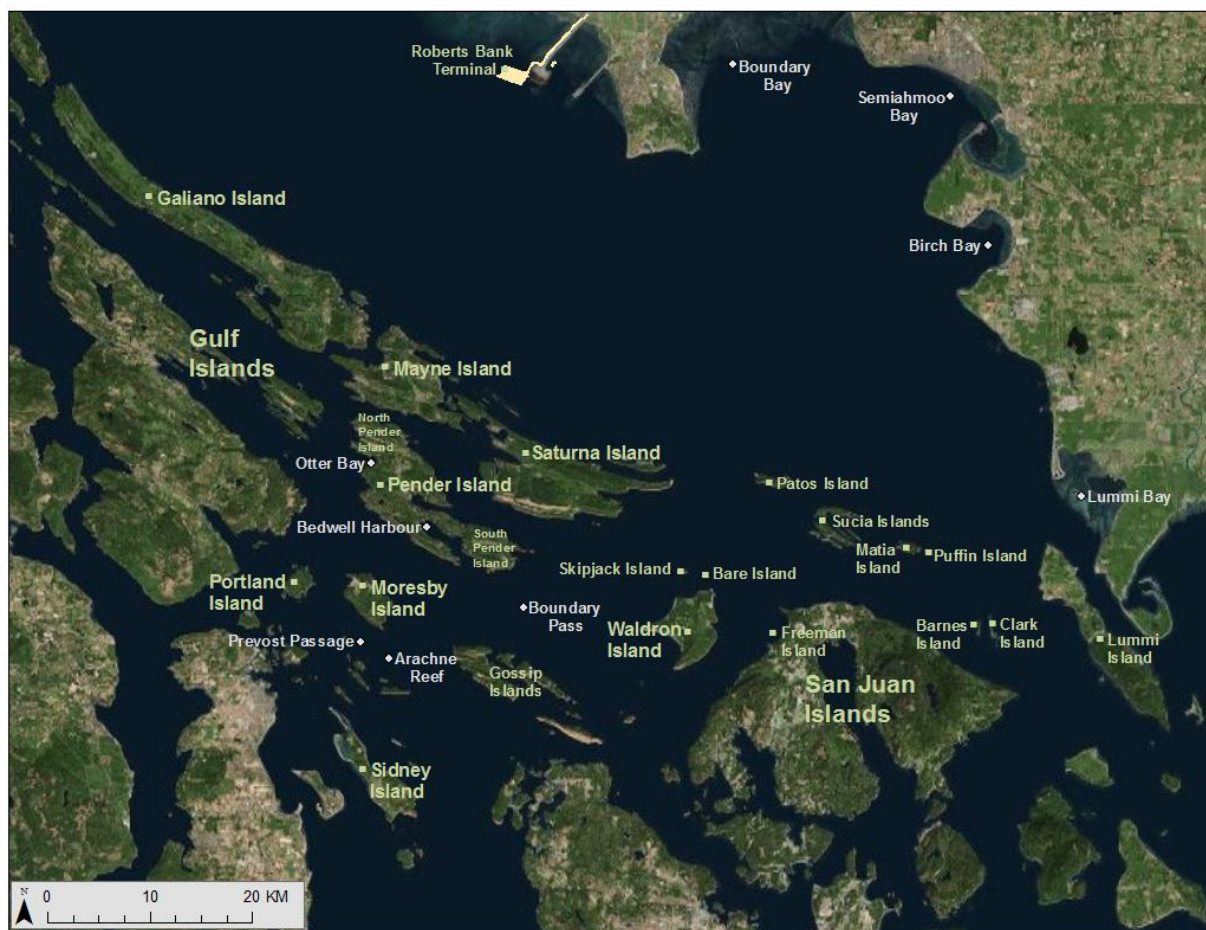 Roberts Bank
Terminal
Boundary
Bay
Semiahmoo
Bay
Galiano Island
Birch Bay
Gulf
Islands
Mayne Island
North
Pender
Island
Otter Bay
Saturna Island
Pender Island
Patos Island
Lummi Bay
Bedwell Harbour
South
Pender
Island
Sucia Islands
Matia
Island
Puffin Island
Skipjack Island
Bare Island
Portland
Island
Moresby
Island
Boundary
Pass
Prevost Passage
Arachne
Reef
Waldron
Island
Freeman
Island
Barnes
Island
Clark
Island
Lummi
Island
Gossip
Islands
San Juan
Islands
Sidney
Island
N
0 10 20 KM